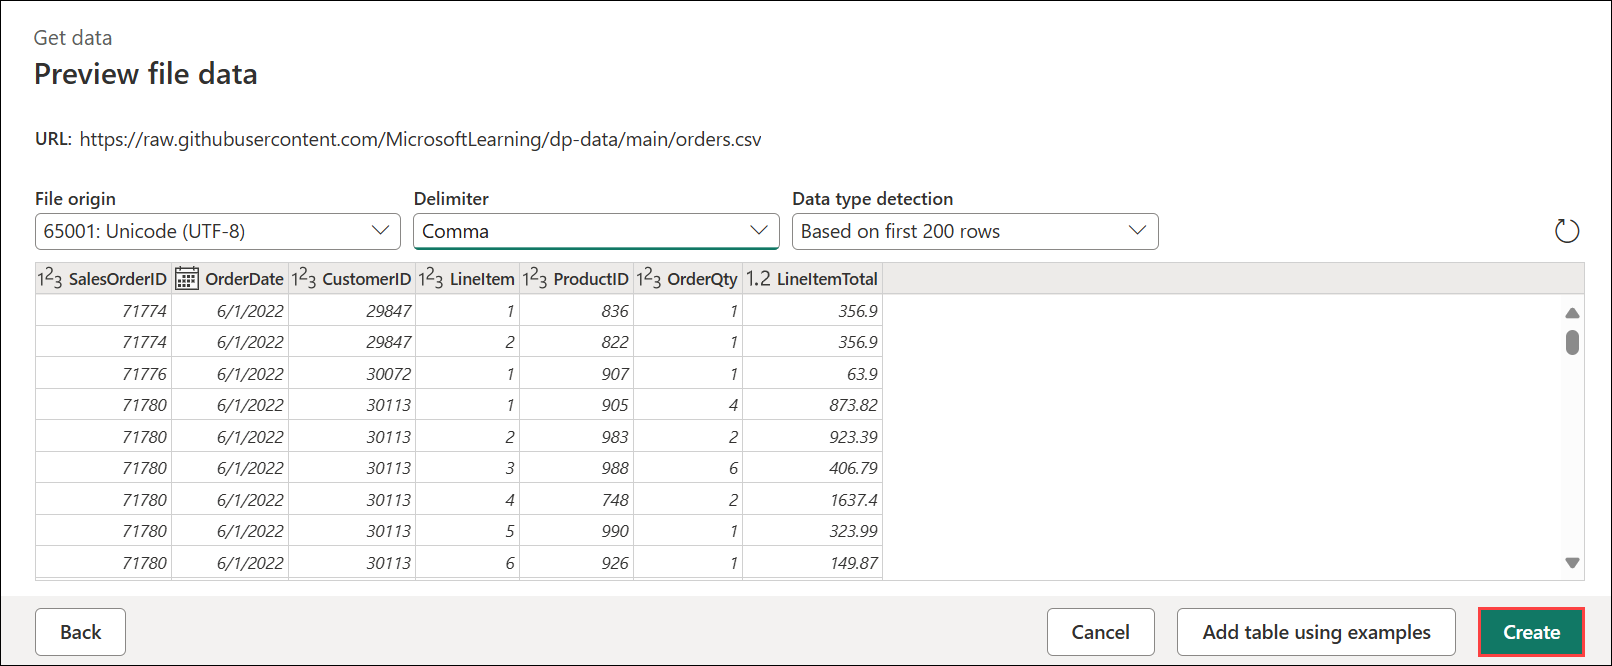 Get data
Preview file data
URL: https://raw.githubusercontent.com/MicrosoftLearning/dp-data/main/orders.csv
File origin Delimiter Data type detection
65001: Unicode (UTF-8) Comma Based on first 200 rows
1²3 SalesOrderID OrderDate 1²3 CustomerID 1²3 LineItem 1²3 ProductID 1²3 OrderQty 1.2 LineItemTotal
71774 6/1/2022 29847 1 836 1 356.9
71774 6/1/2022 29847 2 822 1 356.9
71776 6/1/2022 30072 1 907 1 63.9
71780 6/1/2022 30113 1 905 4 873.82
71780 6/1/2022 30113 2 983 2 923.39
71780 6/1/2022 30113 3 988 6 406.79
71780 6/1/2022 30113 4 748 2 1637.4
71780 6/1/2022 30113 5 990 1 323.99
71780 6/1/2022 30113 6 926 1 149.87
Back Cancel Add table using examples Create